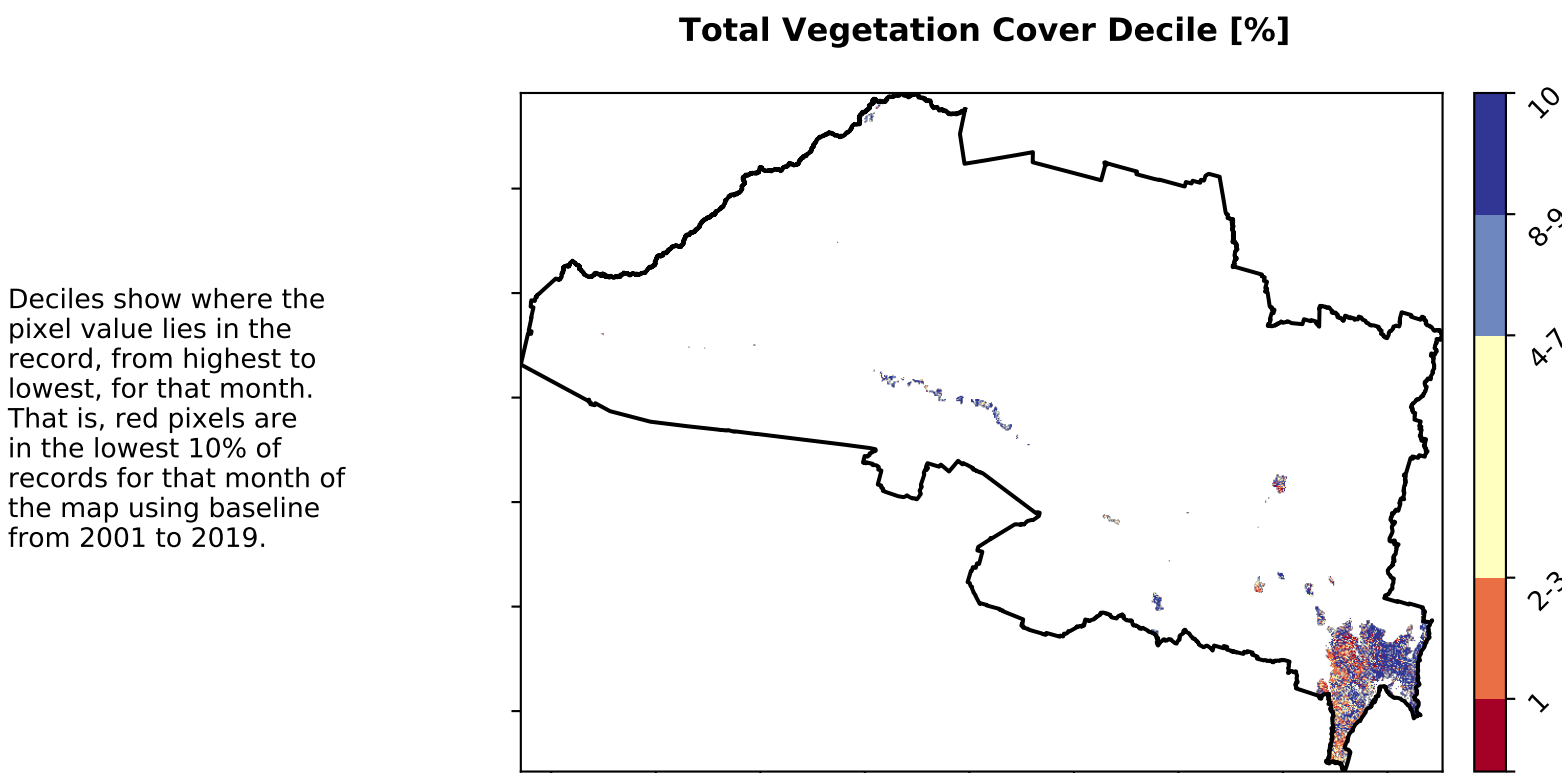 Total Vegetation Cover Decile [%]
Deciles show where the
pixel value lies in the
record, from highest to
lowest, for that month.
That is, red pixels are
in the lowest 10% of
records for that month of
the map using baseline
from 2001 to 2019.
10
8-9
4-7
2-3
1